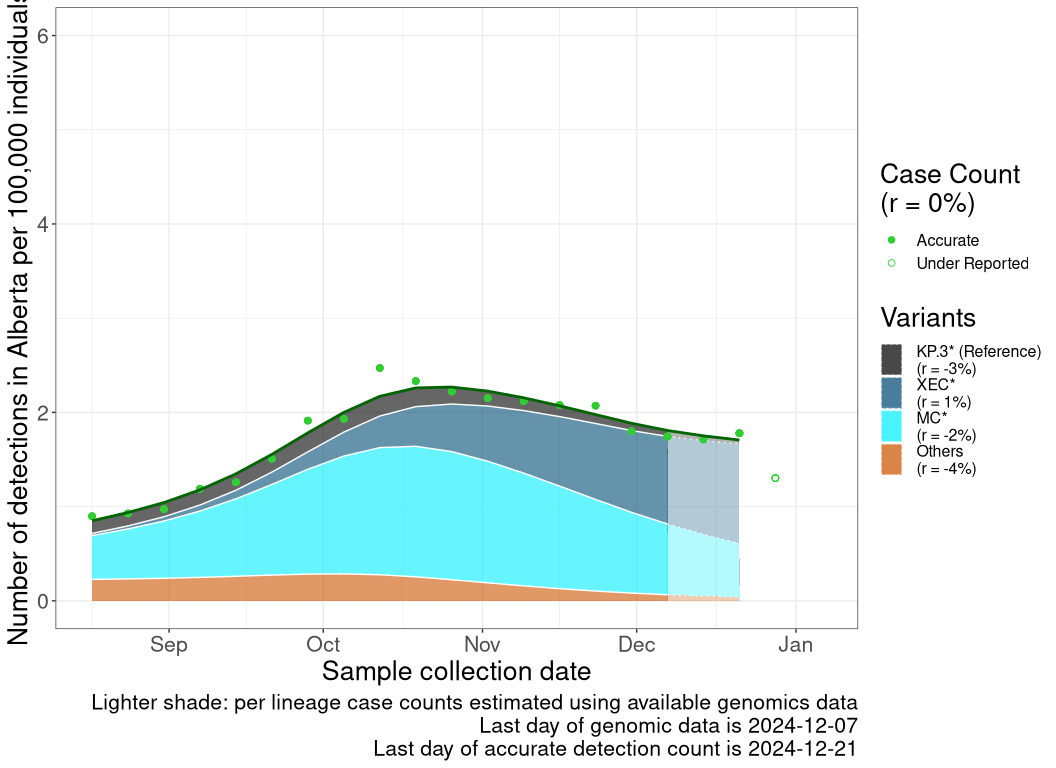 Number of detections in Alberta per 100,000 individuals
6
4
2
0
Sep
Oct
Nov
Dec
Jan
Sample collection date
Lighter shade: per lineage case counts estimated using available genomics data
Last day of genomic data is 2024-12-07
Last day of accurate detection count is 2024-12-21
Case Count
(r = 0%)
Accurate
Under Reported
Variants
KP.3* (Reference)
(r = -3%)
XEC*
(r = 1%)
MC*
(r = -2%)
Others
(r = -4%)